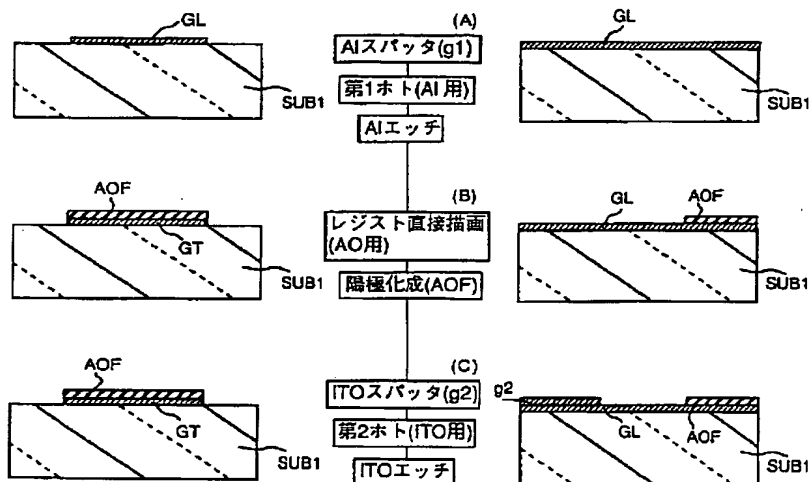 GL
SUB1
(A)
Alスパッタ(g1)
第1ホト(Al用)
Alエッチ
GL
SUB1
AOF
GT
SUB1
(B)
レジスト直接描画
(AO用)
陽極化成(AOF)
GL
AOF
SUB1
AOF
GT
SUB1
(C)
ITOスパッタ(g2)
第2ホト(ITO用)
ITOエッチ
g2
GL
AOF
SUB1